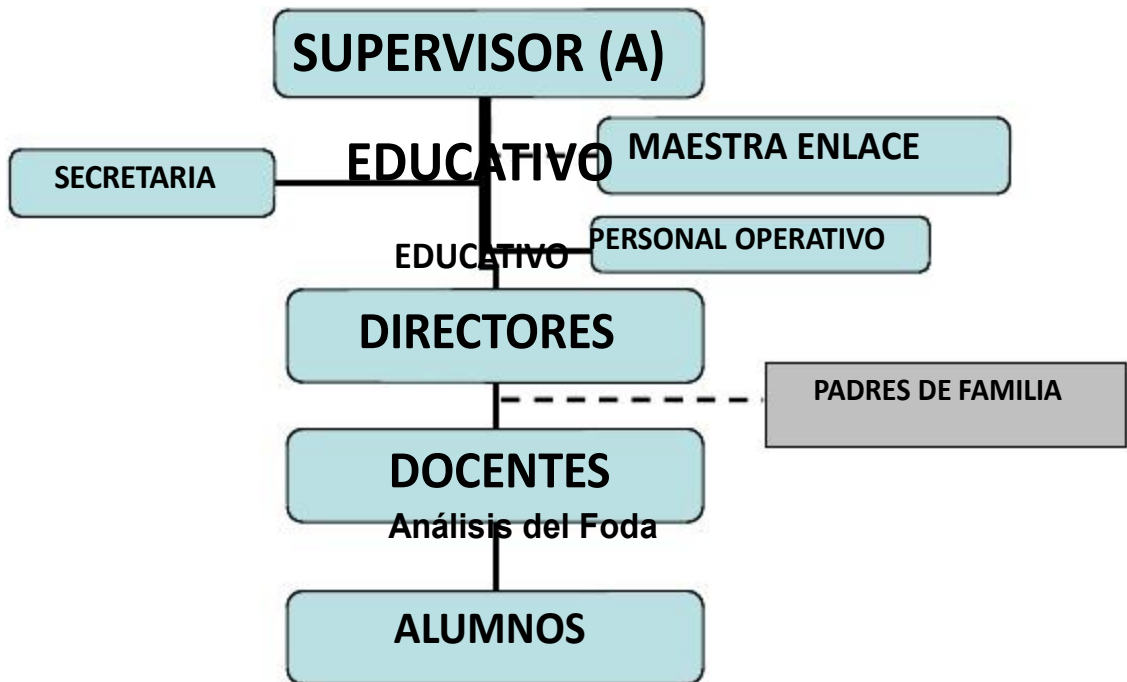 SUPERVISOR (A)
EDUCATIVO
MAESTRA ENLACE
SECRETARIA
EDUCATIVO
PERSONAL OPERATIVO
DIRECTORES
PADRES DE FAMILIA
DOCENTES
Análisis del Foda
ALUMNOS